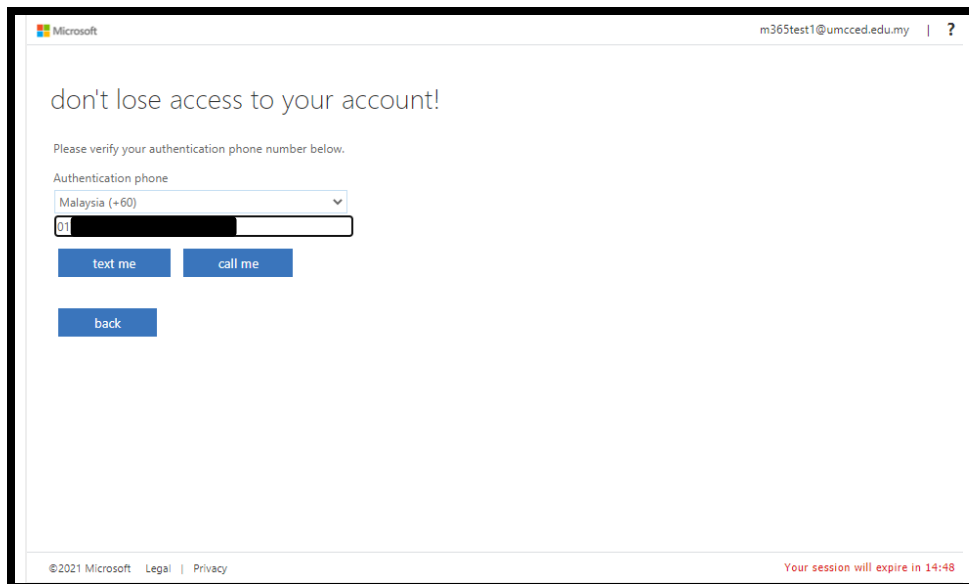 Microsoft
m365test1@umcced.edu.my | ?
don't lose access to your account!
Please verify your authentication phone number below.
Authentication phone
Malaysia (+60)
01
text me call me
back
©2021 Microsoft Legal | Privacy
Your session will expire in 14:48